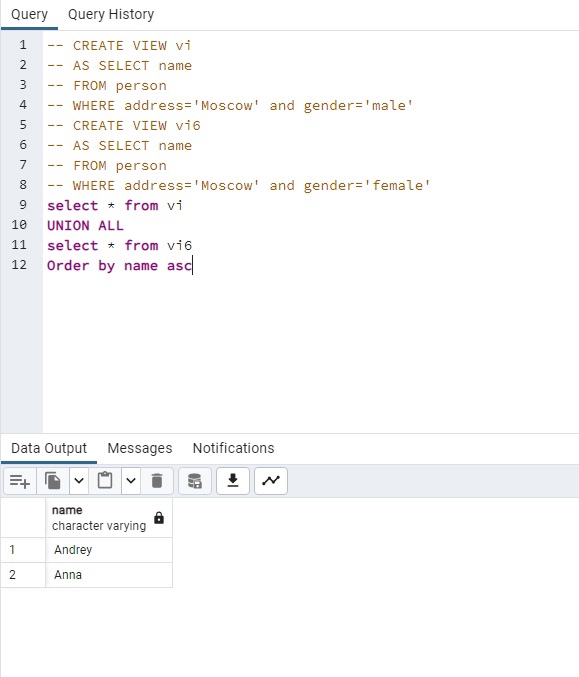 Query Query History
1 -- CREATE VIEW vi
2 -- AS SELECT name
3 -- FROM person
4 -- WHERE address='Moscow' and gender='male'
5 -- CREATE VIEW vi6
6 -- AS SELECT name
7 -- FROM person
8 -- WHERE address='Moscow' and gender='female'
9 select * from vi
10 UNION ALL
11 select * from vi6
12 Order by name asc
Data Output Messages Notifications
name
character varying
1 Andrey
2 Anna